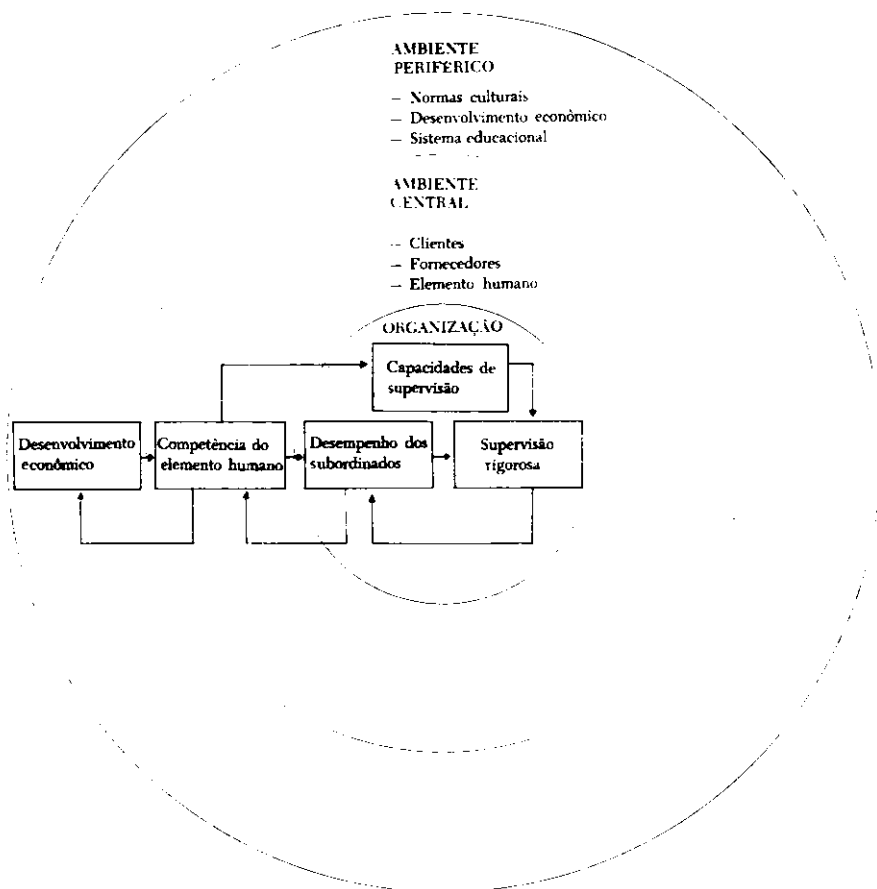 AMBIENTE
PERIFÉRICO
– Normas culturais
– Desenvolvimento econômico
– Sistema educacional
AMBIENTE
CENTRAL
– Clientes
– Fornecedores
– Elemento humano
ORGANIZAÇÃO
Capacidades de
supervisão
Desenvolvimento
econômico
Competência do
elemento humano
Desempenho dos
subordinados
Supervisão
rigorosa